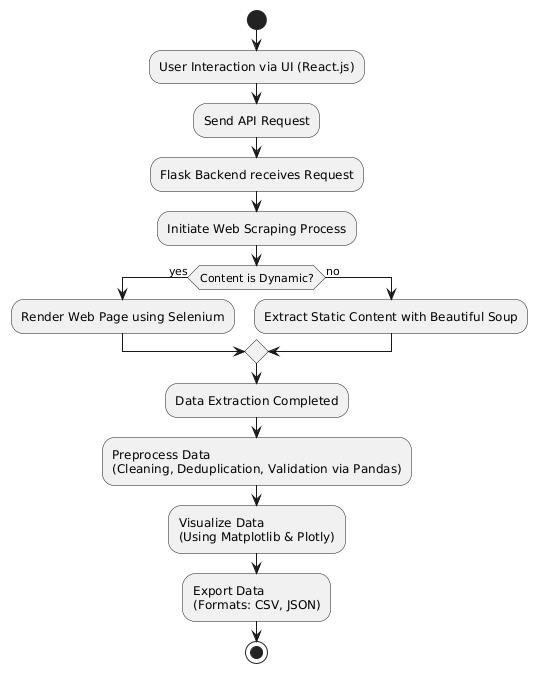 User Interaction via UI (React.js)
Send API Request
Flask Backend receives Request
Initiate Web Scraping Process
yes
Content is Dynamic?
no
Render Web Page using Selenium
Extract Static Content with Beautiful Soup
Data Extraction Completed
Preprocess Data
(Cleaning, Deduplication, Validation via Pandas)
Visualize Data
(Using Matplotlib & Plotly)
Export Data
(Formats: CSV, JSON)